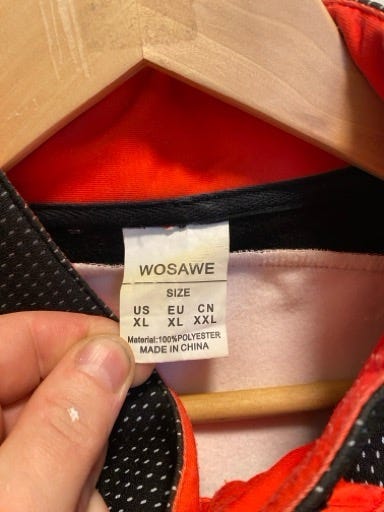 WOSAWE
SIZE
US EU CN
XL XL XXL
Material:100%POLYESTER
MADE IN CHINA